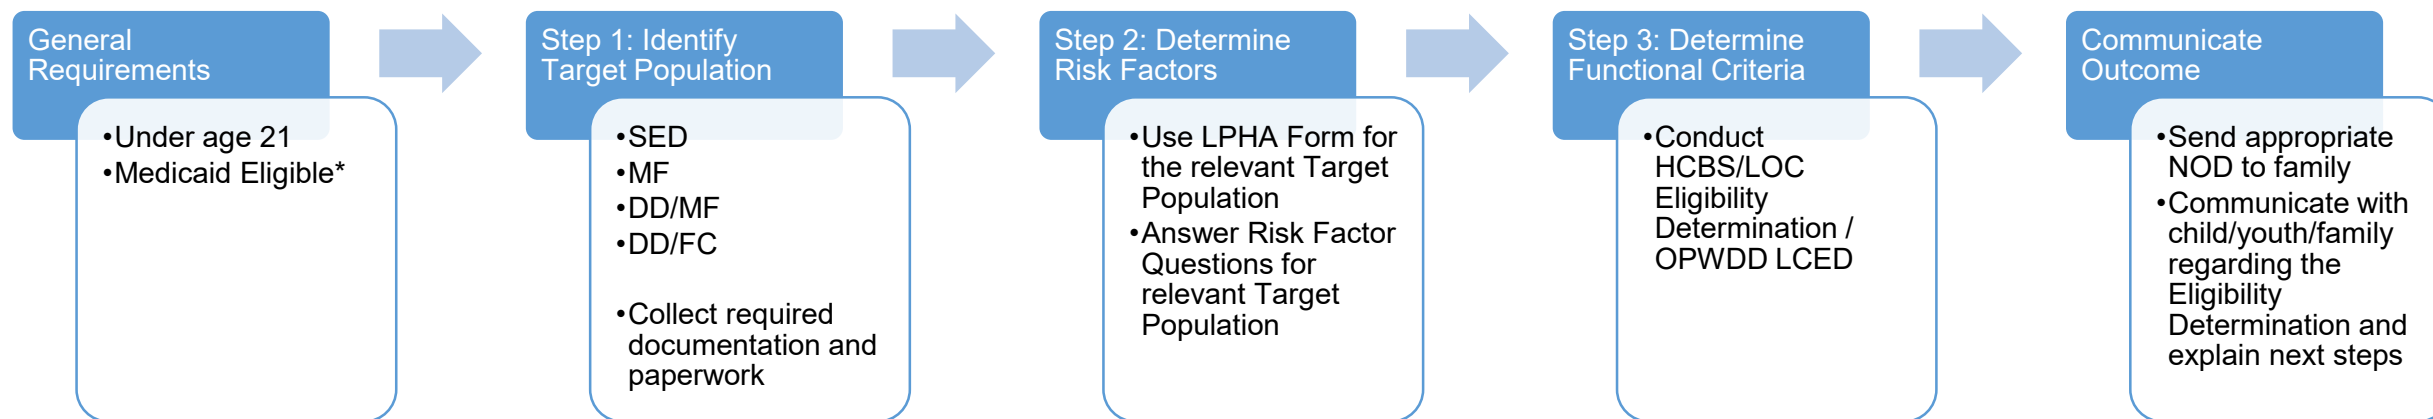 General
Requirements
•Under age 21
•Medicaid Eligible*
Step 1: Identify
Target Population
•SED
•MF
•DD/MF
•DD/FC
•Collect required
documentation and
paperwork
Step 2: Determine
Risk Factors
•Use LPHA Form for
the relevant Target
Population
•Answer Risk Factor
Questions for
relevant Target
Population
Step 3: Determine
Functional Criteria
•Conduct
HCBS/LOC
Eligibility
Determination /
OPWDD LCED
Communicate
Outcome
•Send appropriate
NOD to family
•Communicate with
child/youth/family
regarding the
Eligibility
Determination and
explain next steps